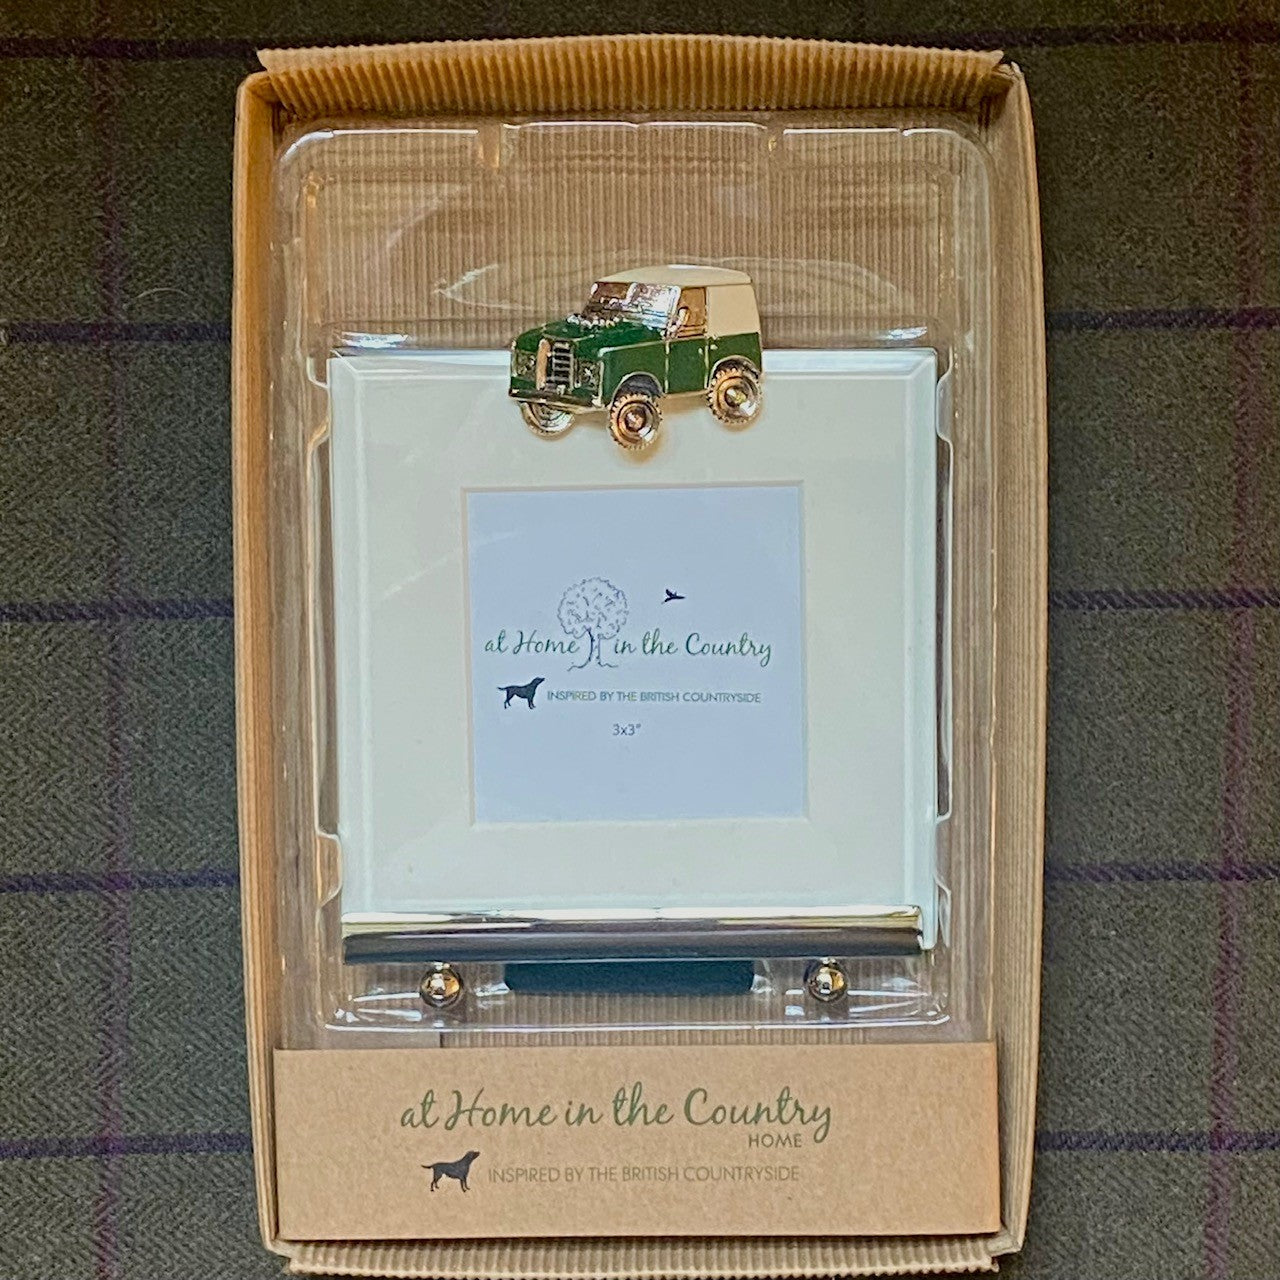 at Home in the Country
INSPIRED BY THE BRITISH COUNTRYSIDE
3x3"
at Home in the Country
HOME
INSPIRED BY THE BRITISH COUNTRYSIDE